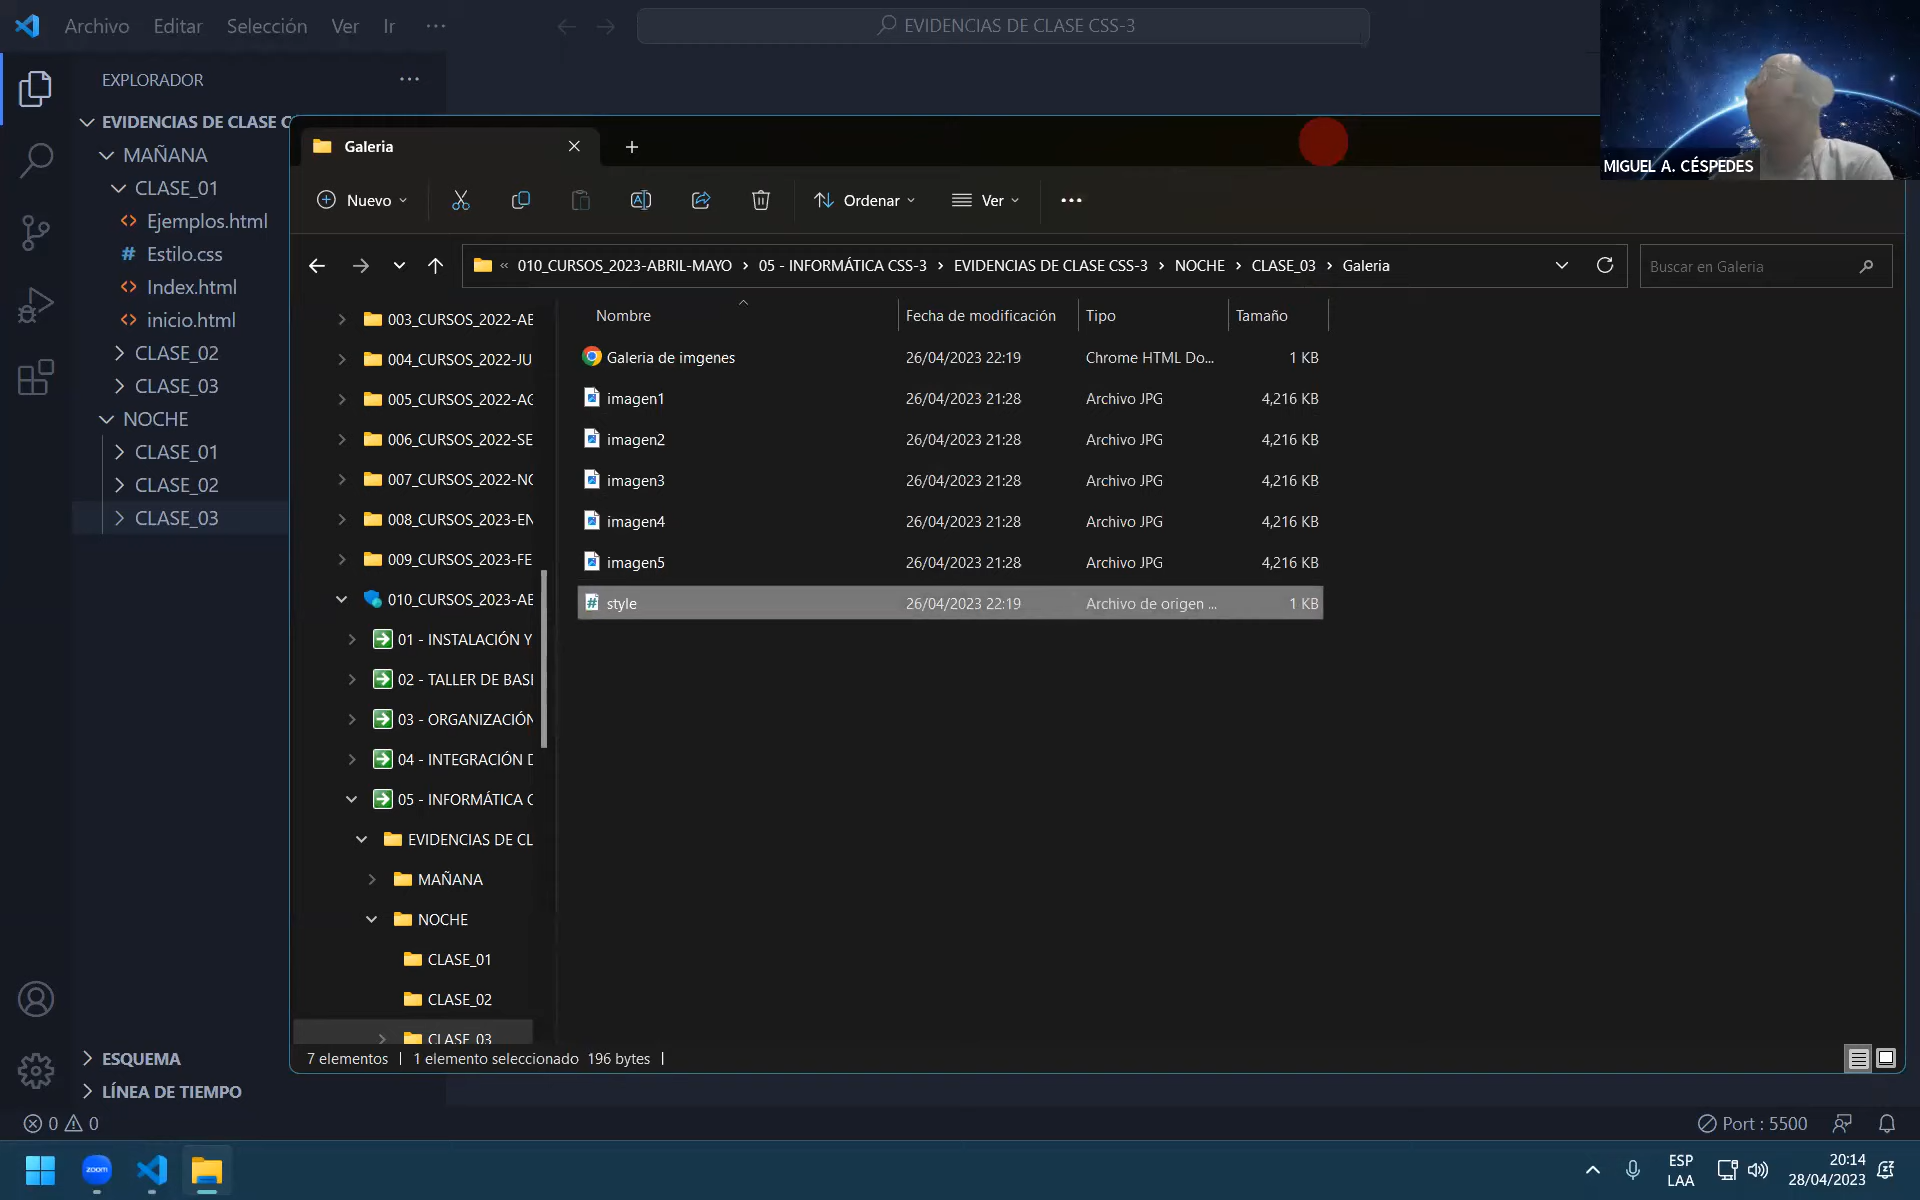 Archivo Editar Selección Ver Ir ···
EVIDENCIAS DE CLASE CSS-3
EXPLORADOR
EVIDENCIAS DE CLASE C
MAÑANA
CLASE_01
Ejemplos.html
# Estilo.css
Index.html
inicio.html
CLASE_02
CLASE_03
NOCHE
CLASE_01
CLASE_02
CLASE_03
ESQUEMA
LÍNEA DE TIEMPO
0 0
Port : 5500
MIGUEL A. CÉSPEDES
Galeria
Nuevo
Ordenar
Ver
« 010_CURSOS_2023-ABRIL-MAYO › 05 - INFORMÁTICA CSS-3 › EVIDENCIAS DE CLASE CSS-3 › NOCHE › CLASE_03 › Galeria
Buscar en Galeria
003_CURSOS_2022-AB
004_CURSOS_2022-JU
005_CURSOS_2022-AG
006_CURSOS_2022-SE
007_CURSOS_2022-NO
008_CURSOS_2023-EN
009_CURSOS_2023-FE
010_CURSOS_2023-AB
01 - INSTALACIÓN Y
02 - TALLER DE BASI
03 - ORGANIZACIÓN
04 - INTEGRACIÓN D
05 - INFORMÁTICA C
EVIDENCIAS DE CL
MAÑANA
NOCHE
CLASE_01
CLASE_02
CLASE_03
Nombre Fecha de modificación Tipo Tamaño
Galeria de imgenes 26/04/2023 22:19 Chrome HTML Do... 1 KB
imagen1 26/04/2023 21:28 Archivo JPG 4,216 KB
imagen2 26/04/2023 21:28 Archivo JPG 4,216 KB
imagen3 26/04/2023 21:28 Archivo JPG 4,216 KB
imagen4 26/04/2023 21:28 Archivo JPG 4,216 KB
imagen5 26/04/2023 21:28 Archivo JPG 4,216 KB
style 26/04/2023 22:19 Archivo de origen ... 1 KB
7 elementos | 1 elemento seleccionado 196 bytes |
zoom
ESP
LAA
20:14
28/04/2023